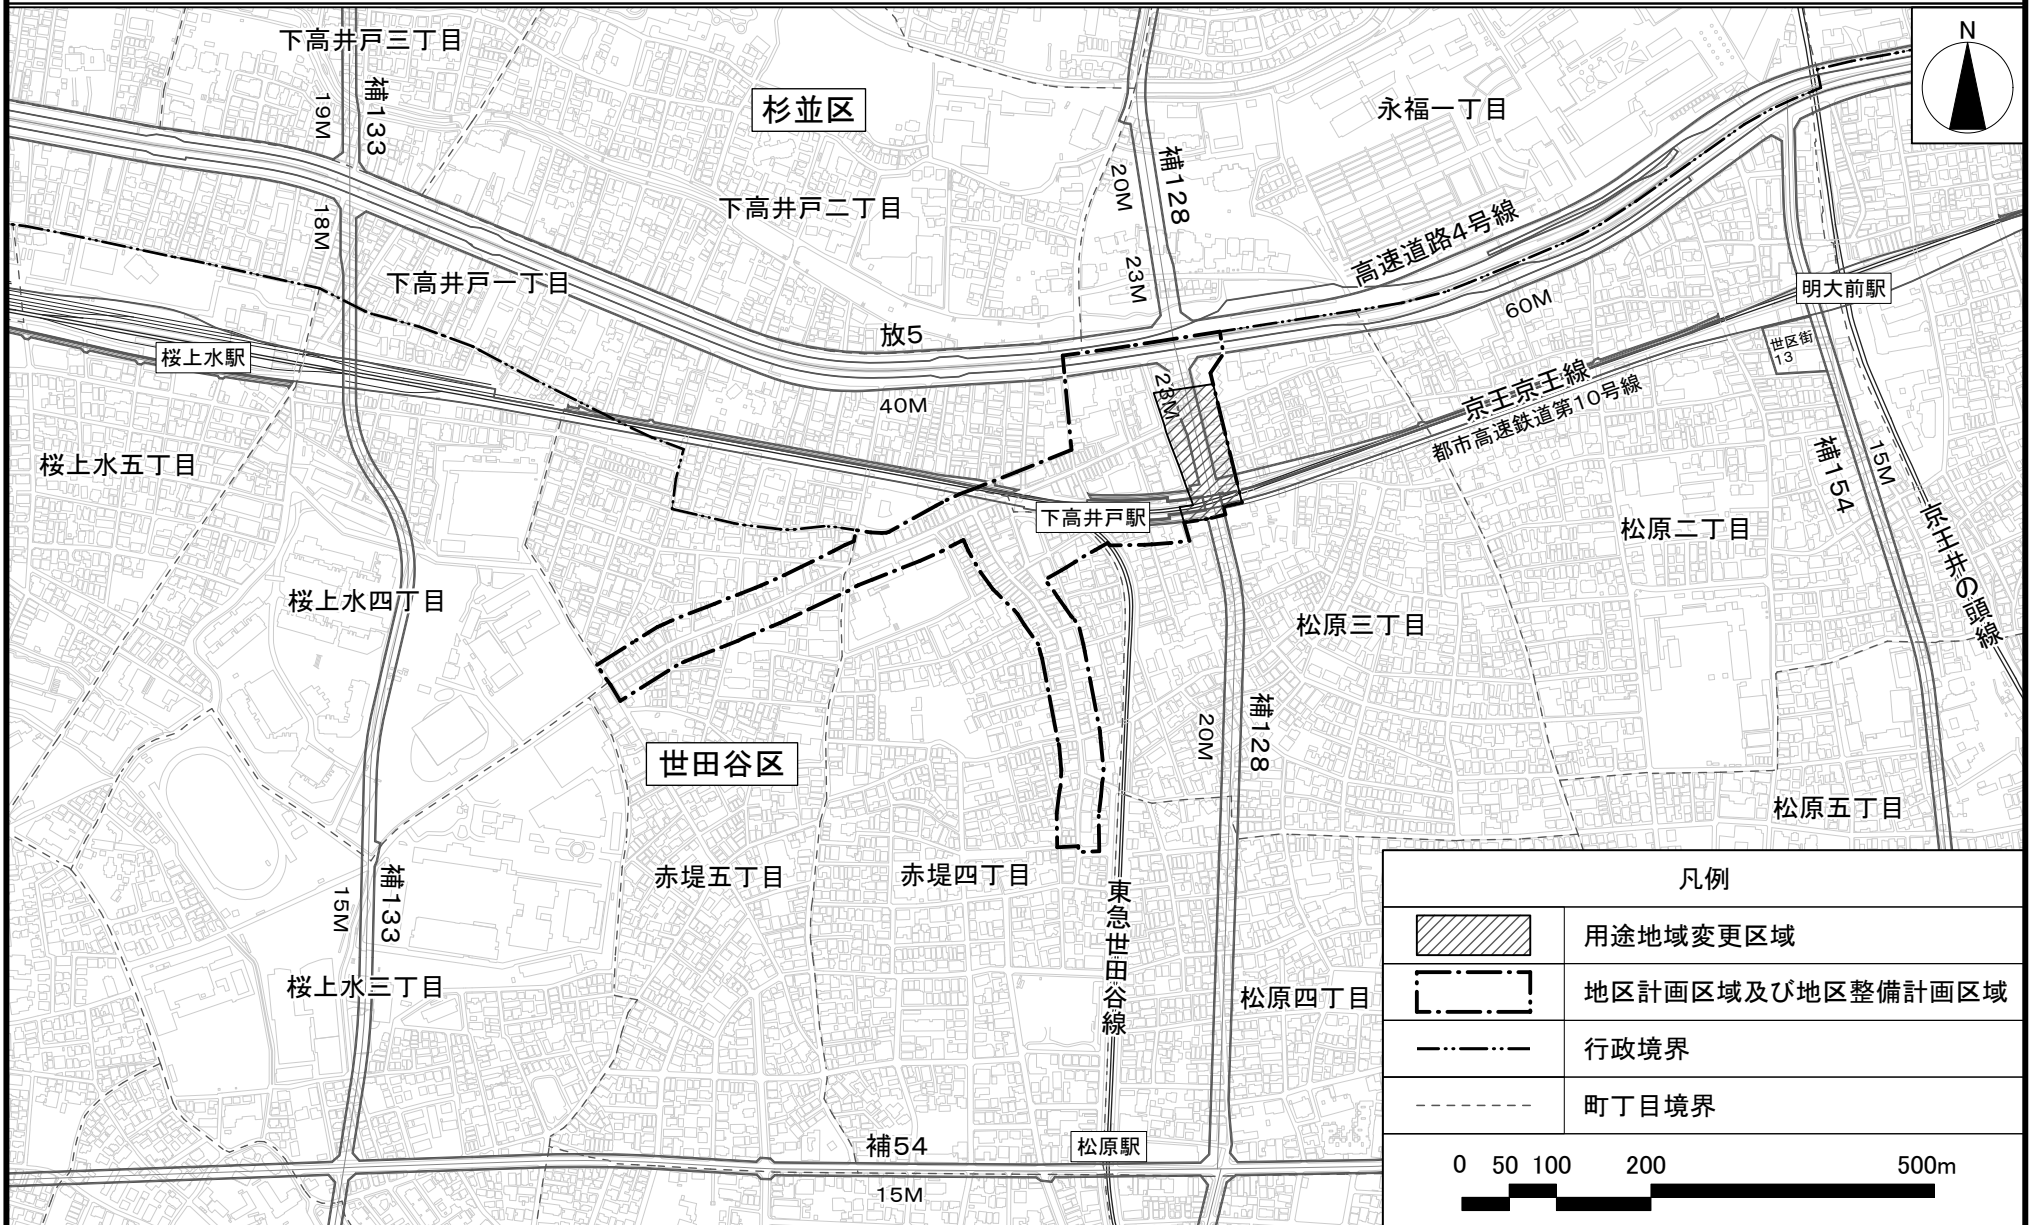 下高井戸三丁目
補133
19M
杉並区
永福一丁目
N
下高井戸二丁目
20M
補128
18M
23M
高速道路4号線
下高井戸一丁目
60M
明大前駅
放5
世区街
13
桜上水駅
23M
40M
京王京王線
都市高速鉄道第10号線
桜上水五丁目
補154
15M
下高井戸駅
松原二丁目
京王井の頭線
桜上水四丁目
松原三丁目
補128
20M
世田谷区
松原五丁目
赤堤五丁目
赤堤四丁目
補133
15M
東急世田谷線
桜上水三丁目
松原四丁目
補54
松原駅
15M
凡例
用途地域変更区域
地区計画区域及び地区整備計画区域
行政境界
町丁目境界
0 50 100 200 500m